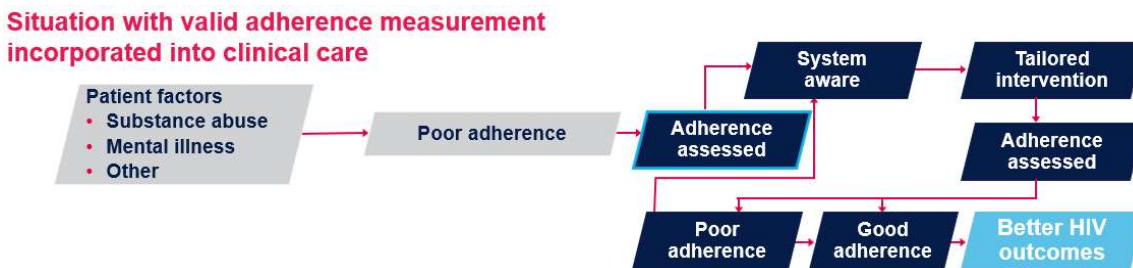 Situation with valid adherence measurement
incorporated into clinical care
Patient factors
• Substance abuse
• Mental illness
• Other
Poor adherence
Adherence
assessed
System
aware
Tailored
intervention
Adherence
assessed
Poor
adherence
Good
adherence
Better HIV
outcomes